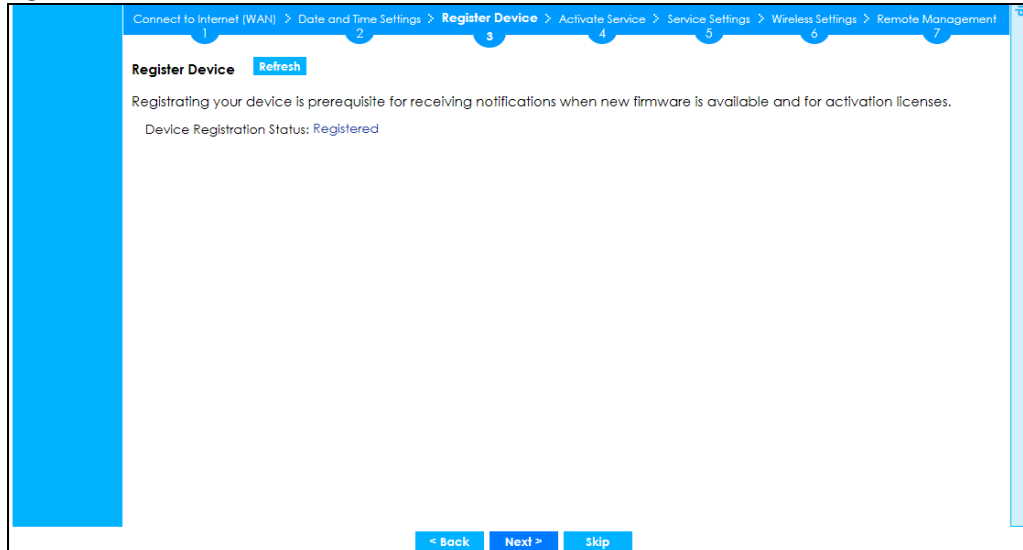 Connect to Internet (WAN) > Date and Time Settings > Register Device > Activate Service > Service Settings > Wireless Settings > Remote Management
1 2 3 4 5 6 7
Register Device Refresh
Registrating your device is prerequisite for receiving notifications when new firmware is available and for activation licenses.
Device Registration Status: Registered
< Back Next > Skip